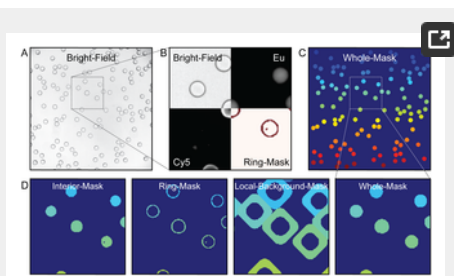 A Bright-Field
B Bright-Field Eu
Cy5 Ring-Mask
C Whole-Mask
D Interior-Mask Ring-Mask Local-Background-Mask Whole-Mask